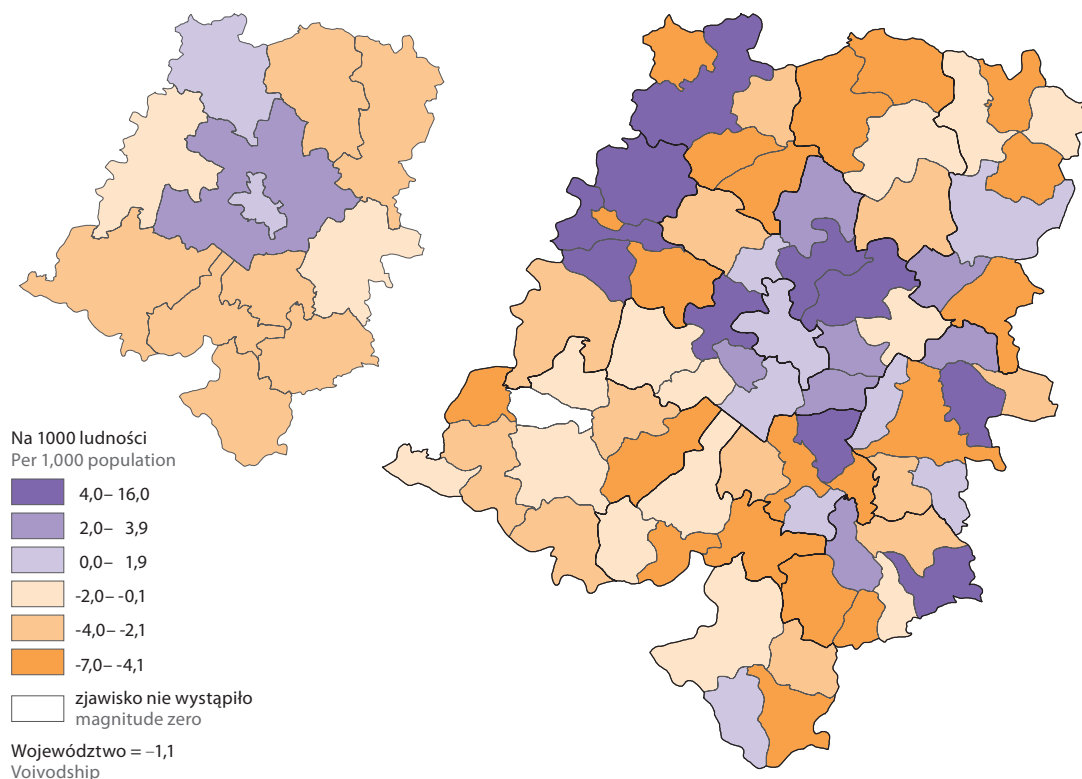 Na 1000 ludności
Per 1,000 population
4,0– 16,0
2,0– 3,9
0,0– 1,9
-2,0– -0,1
-4,0– -2,1
-7,0– -4,1
zjawisko nie wystąpiło
magnitude zero
Województwo = –1,1
Voivodship